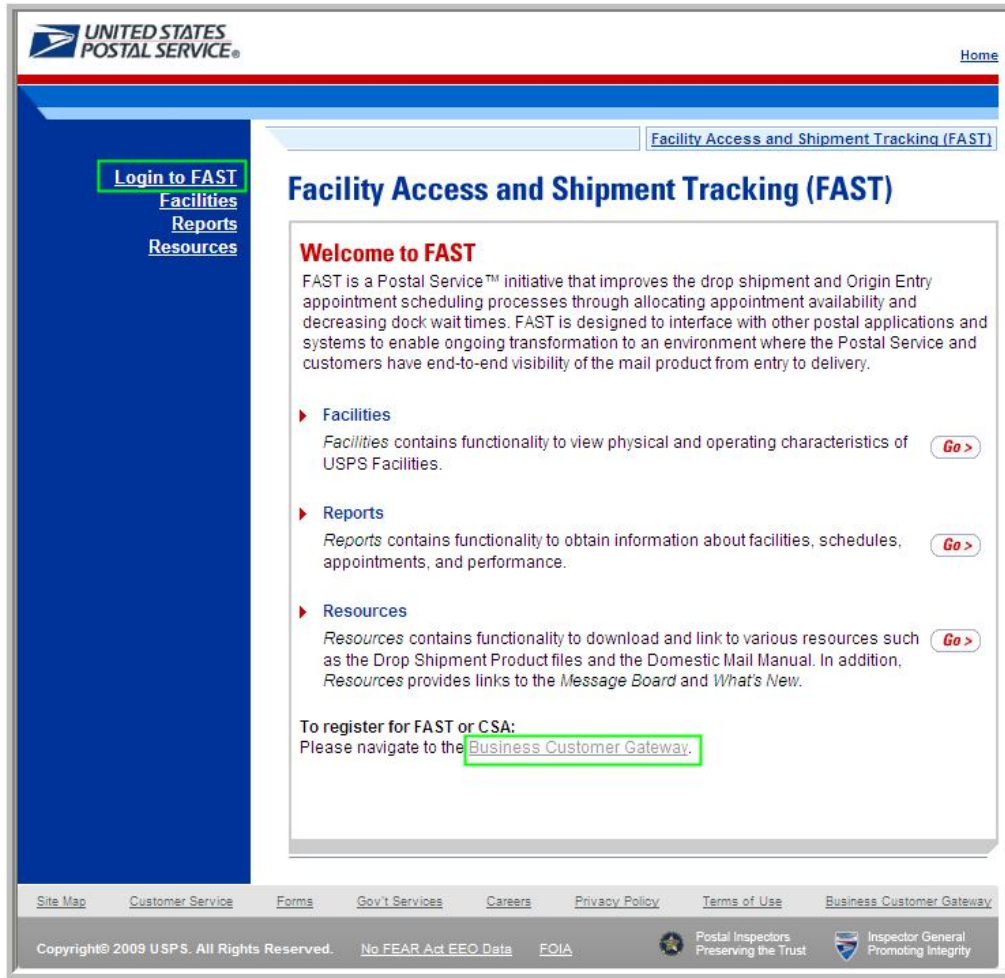 UNITED STATES
POSTAL SERVICE®
Home
Facility Access and Shipment Tracking (FAST)
Login to FAST
Facilities
Reports
Resources
Facility Access and Shipment Tracking (FAST)
Welcome to FAST
FAST is a Postal Service™ initiative that improves the drop shipment and Origin Entry
appointment scheduling processes through allocating appointment availability and
decreasing dock wait times. FAST is designed to interface with other postal applications and
systems to enable ongoing transformation to an environment where the Postal Service and
customers have end-to-end visibility of the mail product from entry to delivery.
Facilities
Facilities contains functionality to view physical and operating characteristics of
USPS Facilities.
Go >
Reports
Reports contains functionality to obtain information about facilities, schedules,
appointments, and performance.
Go >
Resources
Resources contains functionality to download and link to various resources such
as the Drop Shipment Product files and the Domestic Mail Manual. In addition,
Resources provides links to the Message Board and What's New.
Go >
To register for FAST or CSA:
Please navigate to the Business Customer Gateway.
Site Map Customer Service Forms Gov't Services Careers Privacy Policy Terms of Use Business Customer Gateway
Copyright© 2009 USPS. All Rights Reserved. No FEAR Act EEO Data FOIA
Postal Inspectors
Preserving the Trust
Inspector General
Promoting Integrity